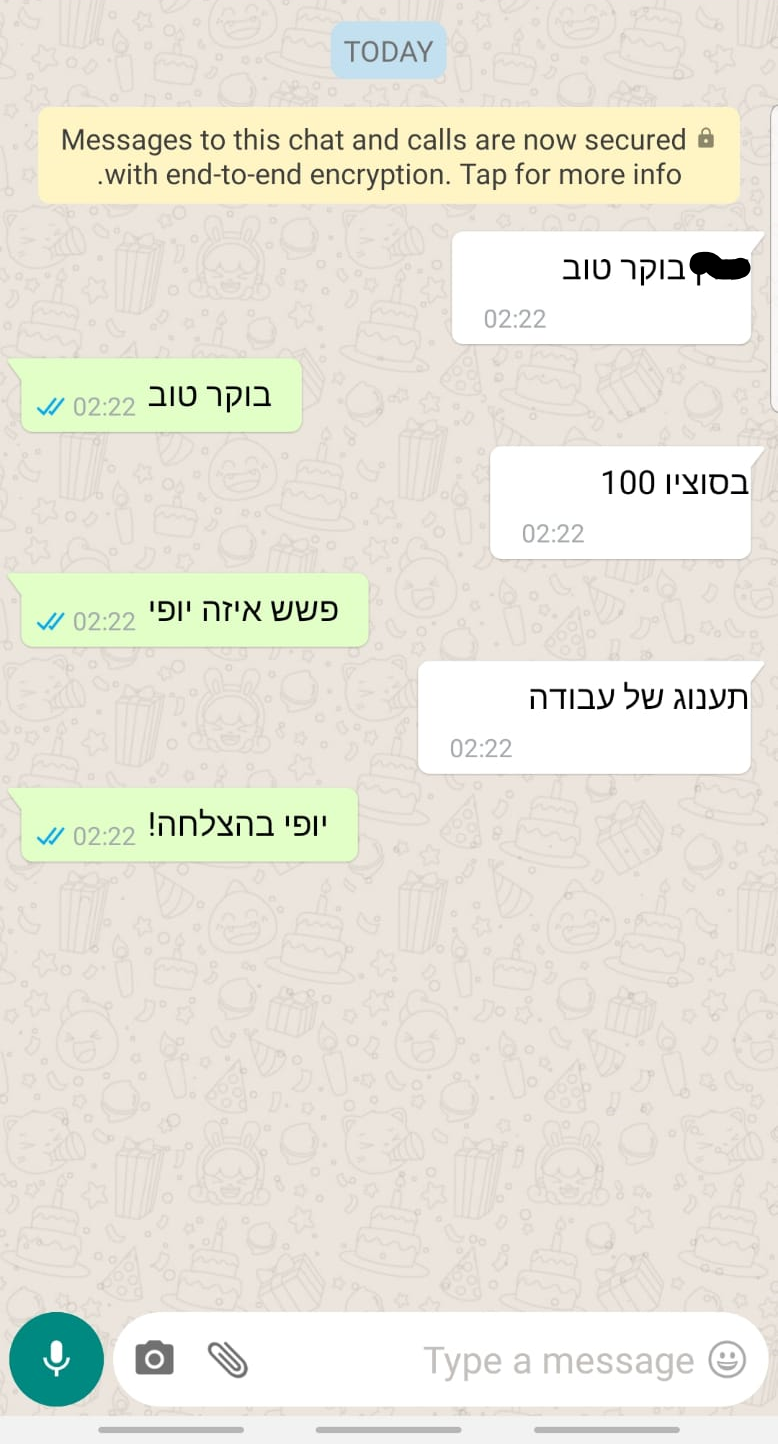 TODAY
Messages to this chat and calls are now secured
with end-to-end encryption. Tap for more info.
בוקר טוב
02:22
בוקר טוב
02:22
בסוציו 100
02:22
פששש איזה יופי
02:22
תענוג של עבודה
02:22
יופי בהצלחה!
02:22
Type a message